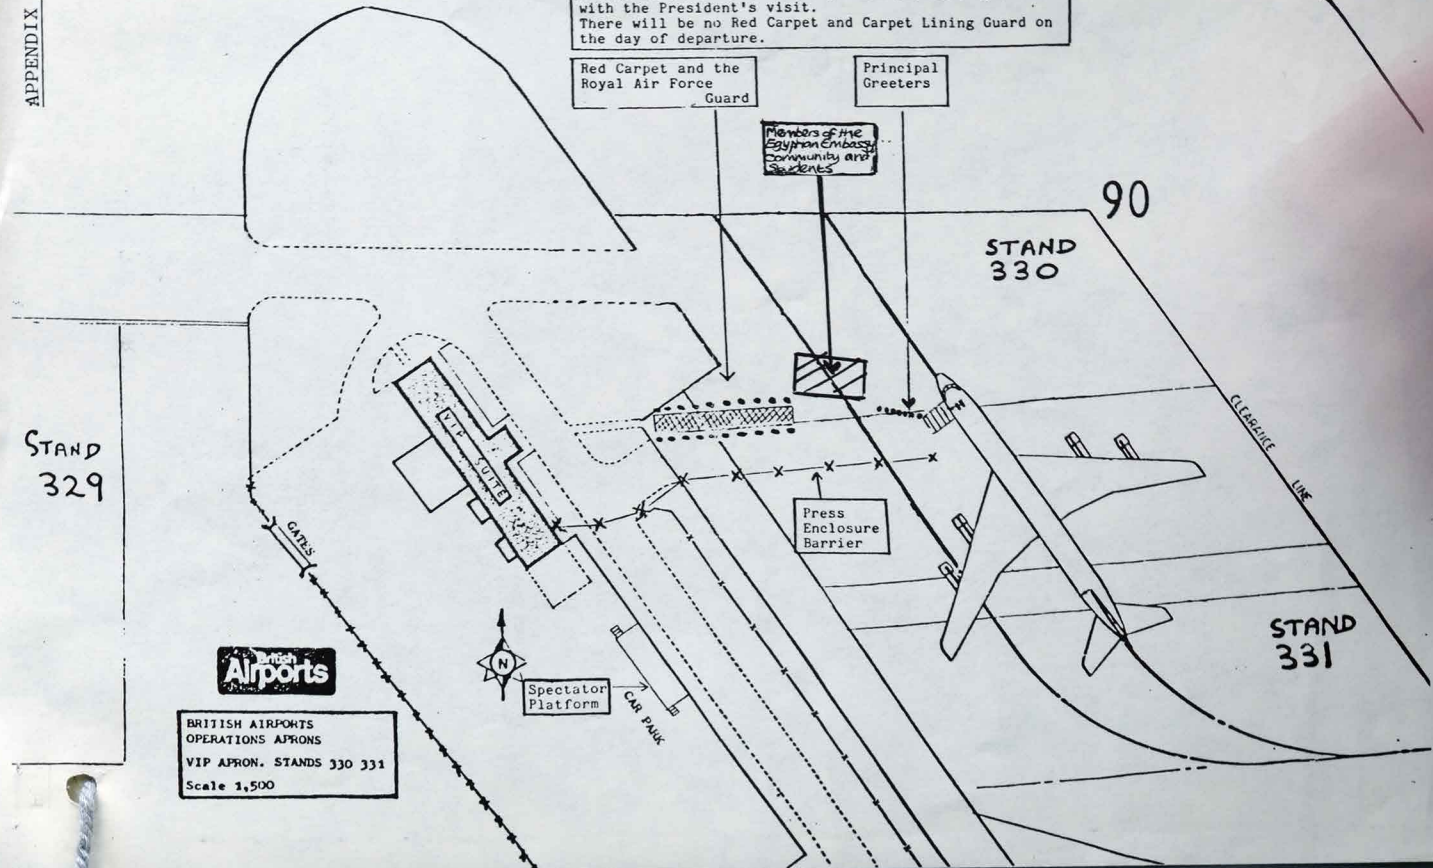 APPENDIX
with the President's visit.
There will be no Red Carpet and Carpet Lining Guard on
the day of departure.
Red Carpet and the
Royal Air Force
Guard
Principal
Greeters
Members of the
Egyptian Embassy
Community and
Students
90
STAND
330
CLEARANCE LINE
STAND
329
VIP SUITE
GATES
Press
Enclosure
Barrier
STAND
331
British
Airports
N
Spectator
Platform
CAR PARK
BRITISH AIRPORTS
OPERATIONS APRONS
VIP APRON. STANDS 330 331
Scale 1,500